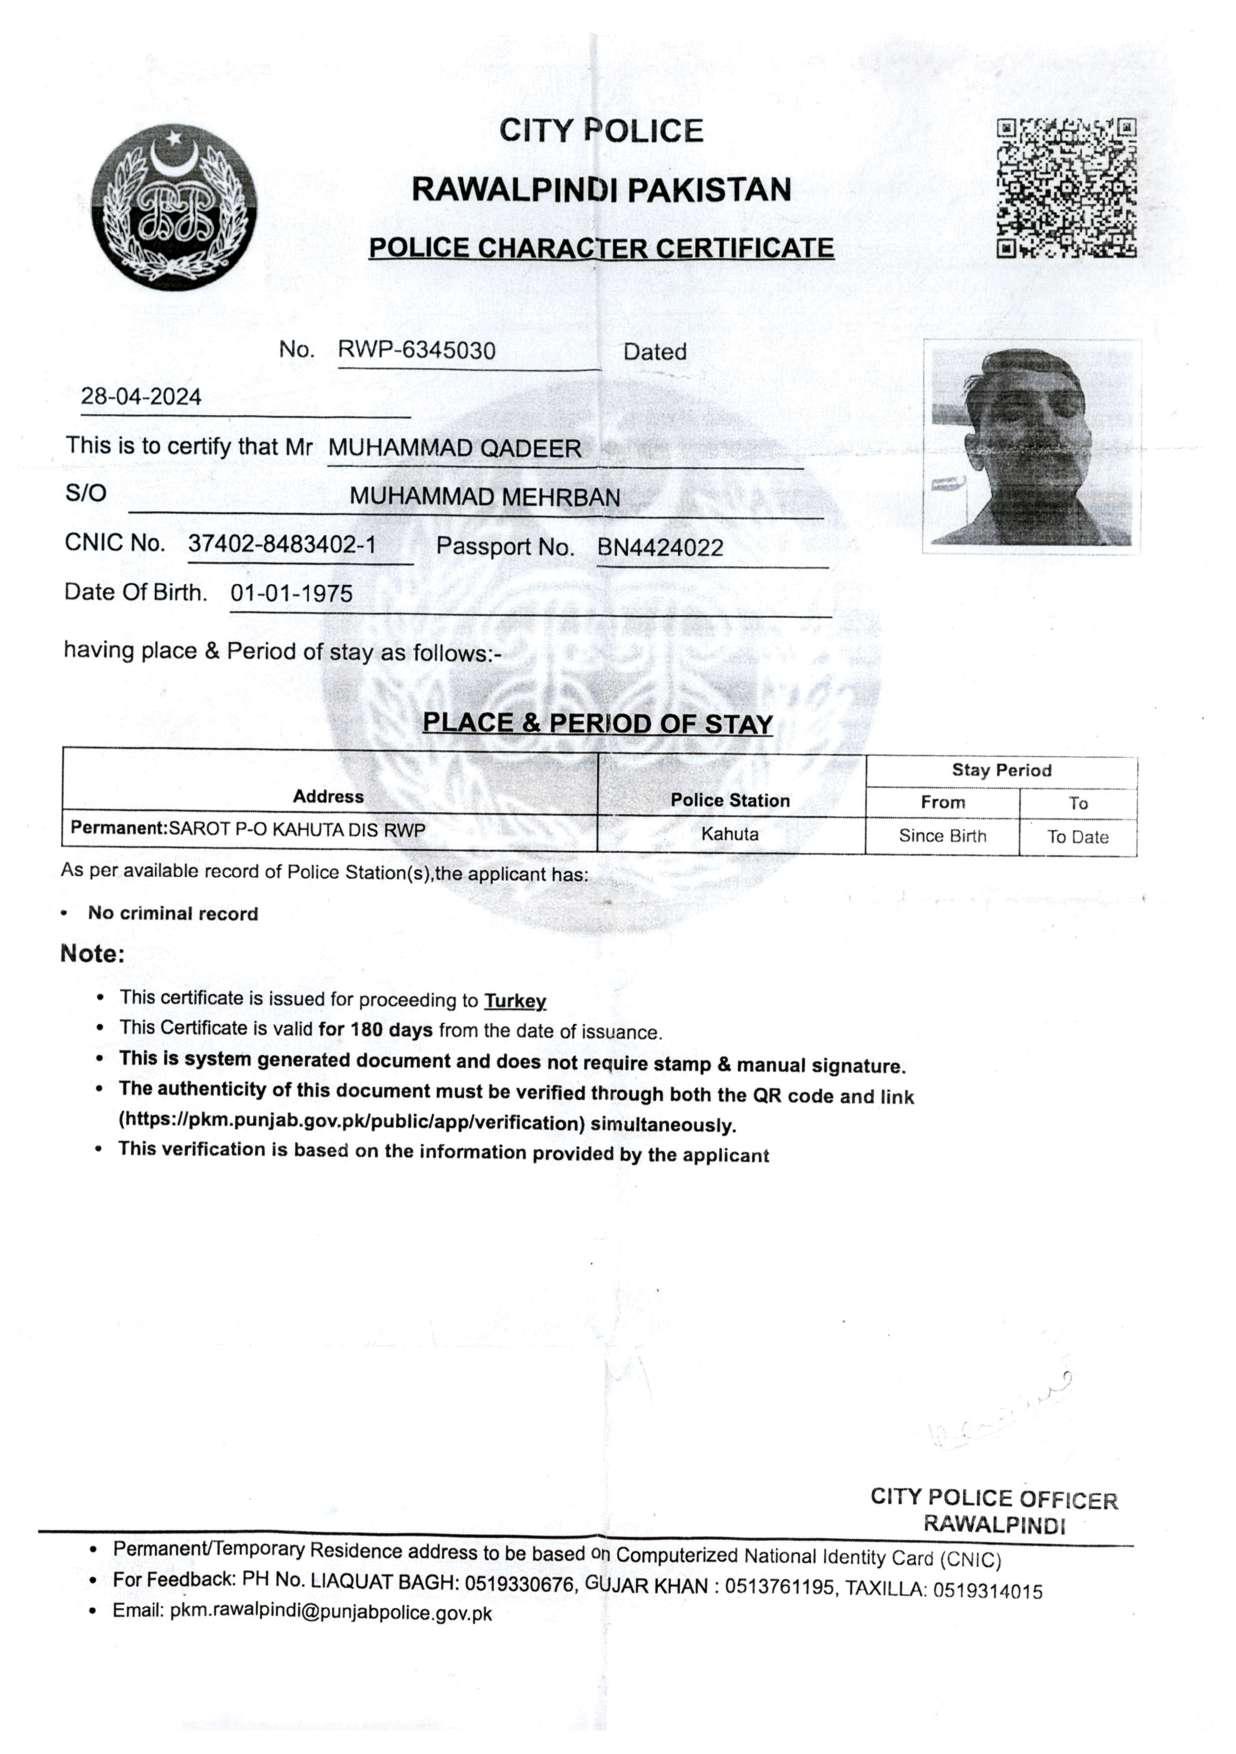 CITY POLICE
RAWALPINDI PAKISTAN
POLICE CHARACTER CERTIFICATE
No. RWP-6345030 Dated
28-04-2024
This is to certify that Mr MUHAMMAD QADEER
S/O MUHAMMAD MEHRBAN
CNIC No. 37402-8483402-1 Passport No. BN4424022
Date Of Birth. 01-01-1975
having place & Period of stay as follows:-
PLACE & PERIOD OF STAY
Stay Period
Address Police Station From To
Permanent:SAROT P-O KAHUTA DIS RWP Kahuta Since Birth To Date
As per available record of Police Station(s),the applicant has:
• No criminal record
Note:
• This certificate is issued for proceeding to Turkey
• This Certificate is valid for 180 days from the date of issuance.
• This is system generated document and does not require stamp & manual signature.
• The authenticity of this document must be verified through both the QR code and link
(https://pkm.punjab.gov.pk/public/app/verification) simultaneously.
• This verification is based on the information provided by the applicant
CITY POLICE OFFICER
RAWALPINDI
• Permanent/Temporary Residence address to be based on Computerized National Identity Card (CNIC)
• For Feedback: PH No. LIAQUAT BAGH: 0519330676, GUJAR KHAN : 0513761195, TAXILLA: 0519314015
• Email: pkm.rawalpindi@punjabpolice.gov.pk